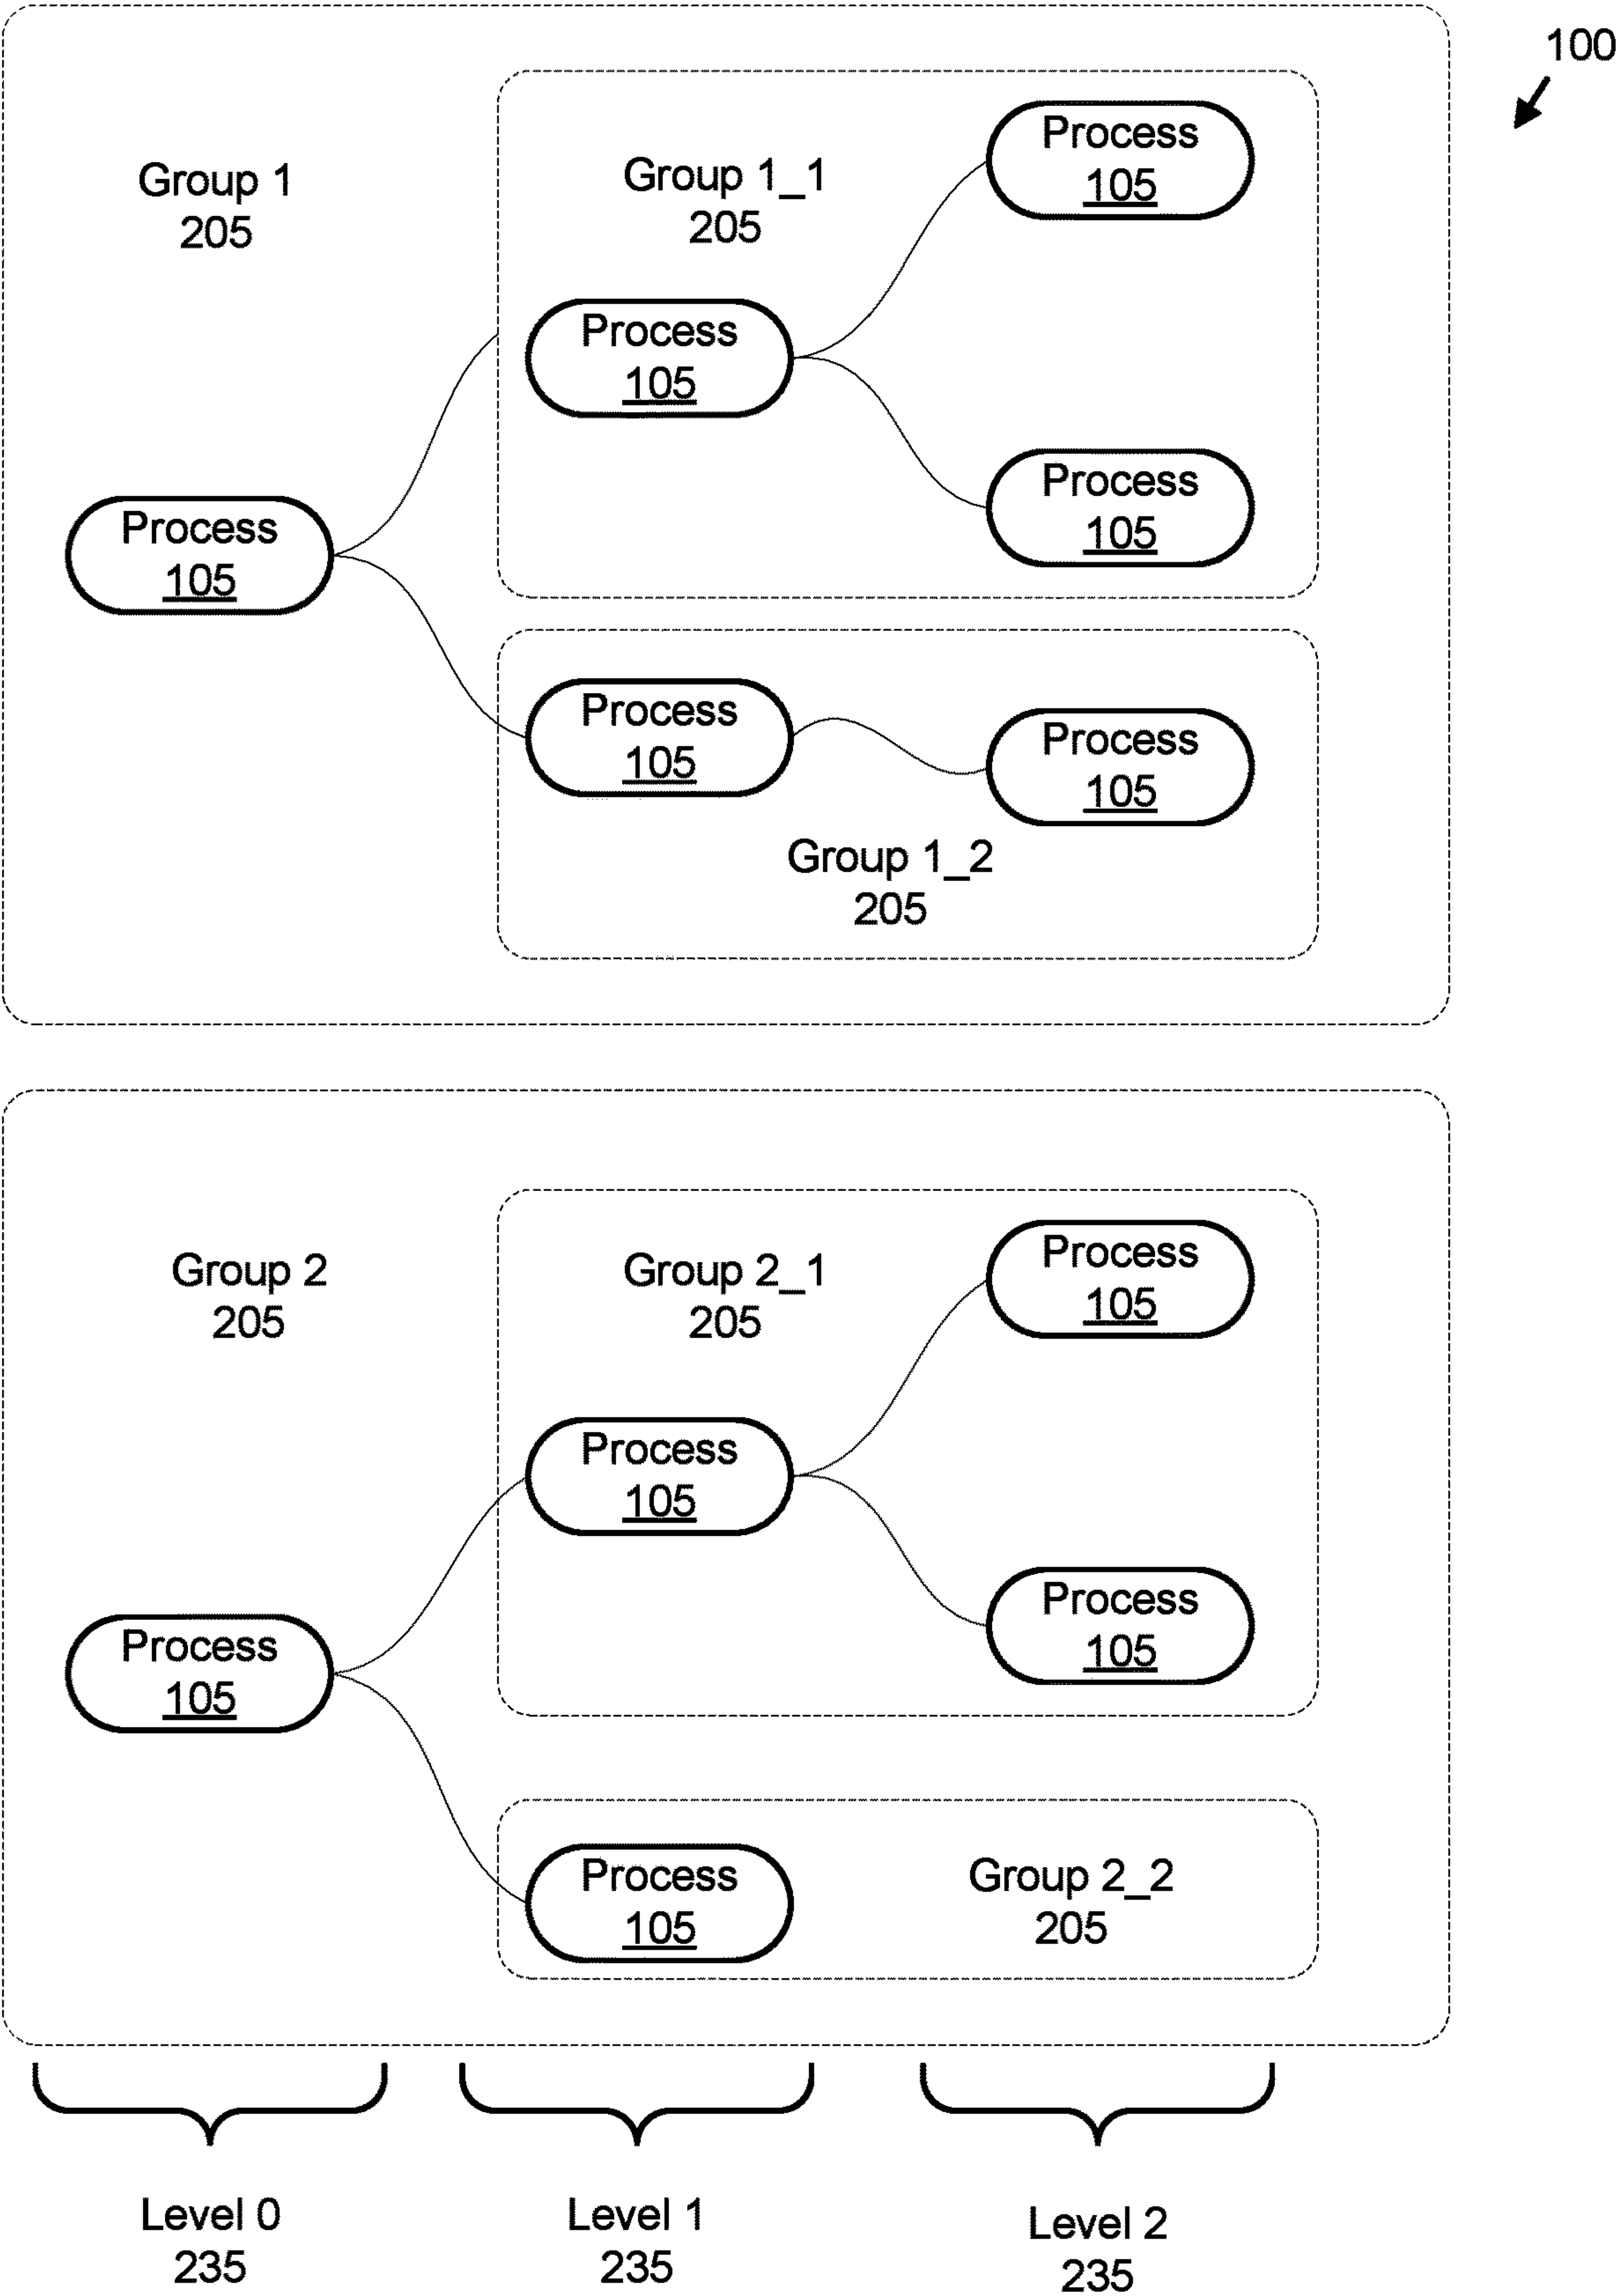 100
Group 1
205
Group 1_1
205
Process
105
Process
105
Process
105
Process
105
Process
105
Process
105
Group 1_2
205
Group 2
205
Group 2_1
205
Process
105
Process
105
Process
105
Process
105
Process
105
Group 2_2
205
Level 0
235
Level 1
235
Level 2
235